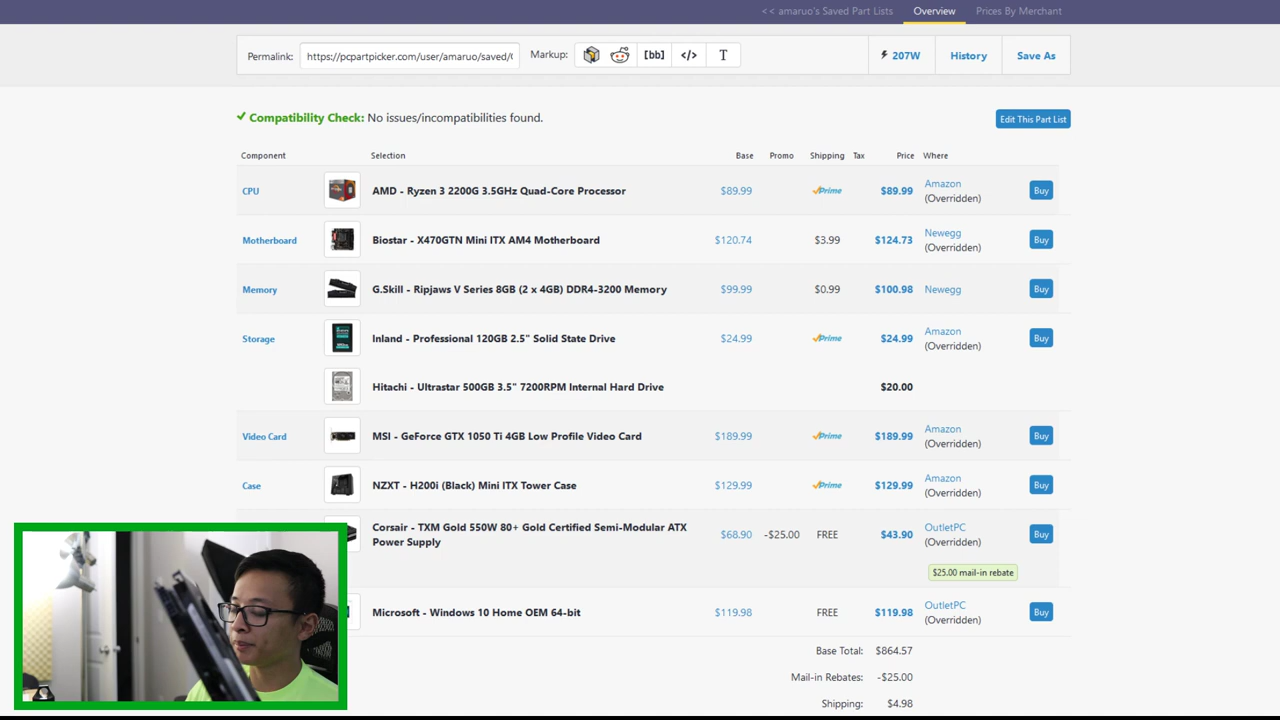 << amaruo's Saved Part Lists Overview Prices By Merchant
Permalink: https://pcpartpicker.com/user/amaruo/saved/( Markup: [bb] </> T 207W History Save As
Compatibility Check: No issues/incompatibilities found. Edit This Part List
Component Selection Base Promo Shipping Tax Price Where
CPU AMD - Ryzen 3 2200G 3.5GHz Quad-Core Processor $89.99 Prime $89.99 Amazon (Overridden) Buy
Motherboard Biostar - X470GTN Mini ITX AM4 Motherboard $120.74 $3.99 $124.73 Newegg (Overridden) Buy
Memory G.Skill - Ripjaws V Series 8GB (2 x 4GB) DDR4-3200 Memory $99.99 $0.99 $100.98 Newegg Buy
Storage Inland - Professional 120GB 2.5" Solid State Drive $24.99 Prime $24.99 Amazon (Overridden) Buy
Hitachi - Ultrastar 500GB 3.5" 7200RPM Internal Hard Drive $20.00
Video Card MSI - GeForce GTX 1050 Ti 4GB Low Profile Video Card $189.99 Prime $189.99 Amazon (Overridden) Buy
Case NZXT - H200i (Black) Mini ITX Tower Case $129.99 Prime $129.99 Amazon (Overridden) Buy
Corsair - TXM Gold 550W 80+ Gold Certified Semi-Modular ATX
Power Supply $68.90 -$25.00 FREE $43.90 OutletPC (Overridden) Buy
$25.00 mail-in rebate
Microsoft - Windows 10 Home OEM 64-bit $119.98 FREE $119.98 OutletPC (Overridden) Buy
Base Total: $864.57
Mail-in Rebates: -$25.00
Shipping: $4.98